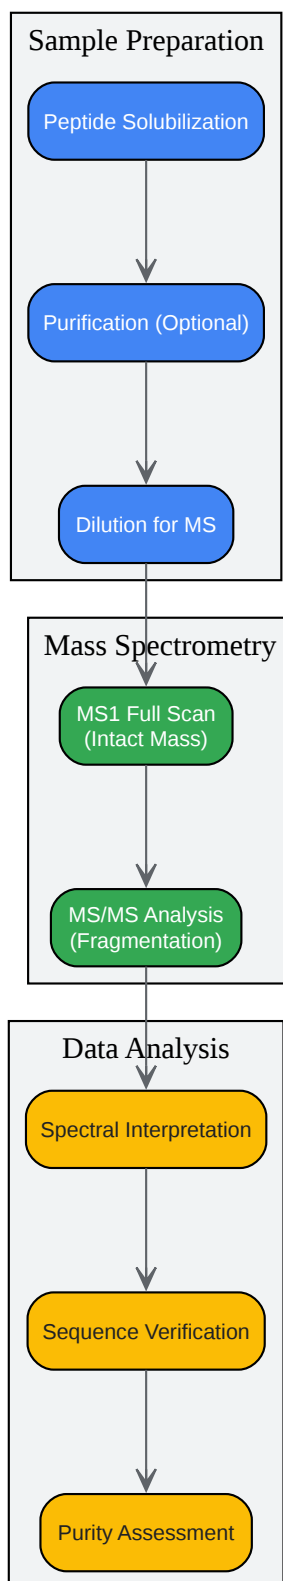 Sample Preparation
Peptide Solubilization
Purification (Optional)
Dilution for MS
Mass Spectrometry
MS1 Full Scan
(Intact Mass)
MS/MS Analysis
(Fragmentation)
Data Analysis
Spectral Interpretation
Sequence Verification
Purity Assessment